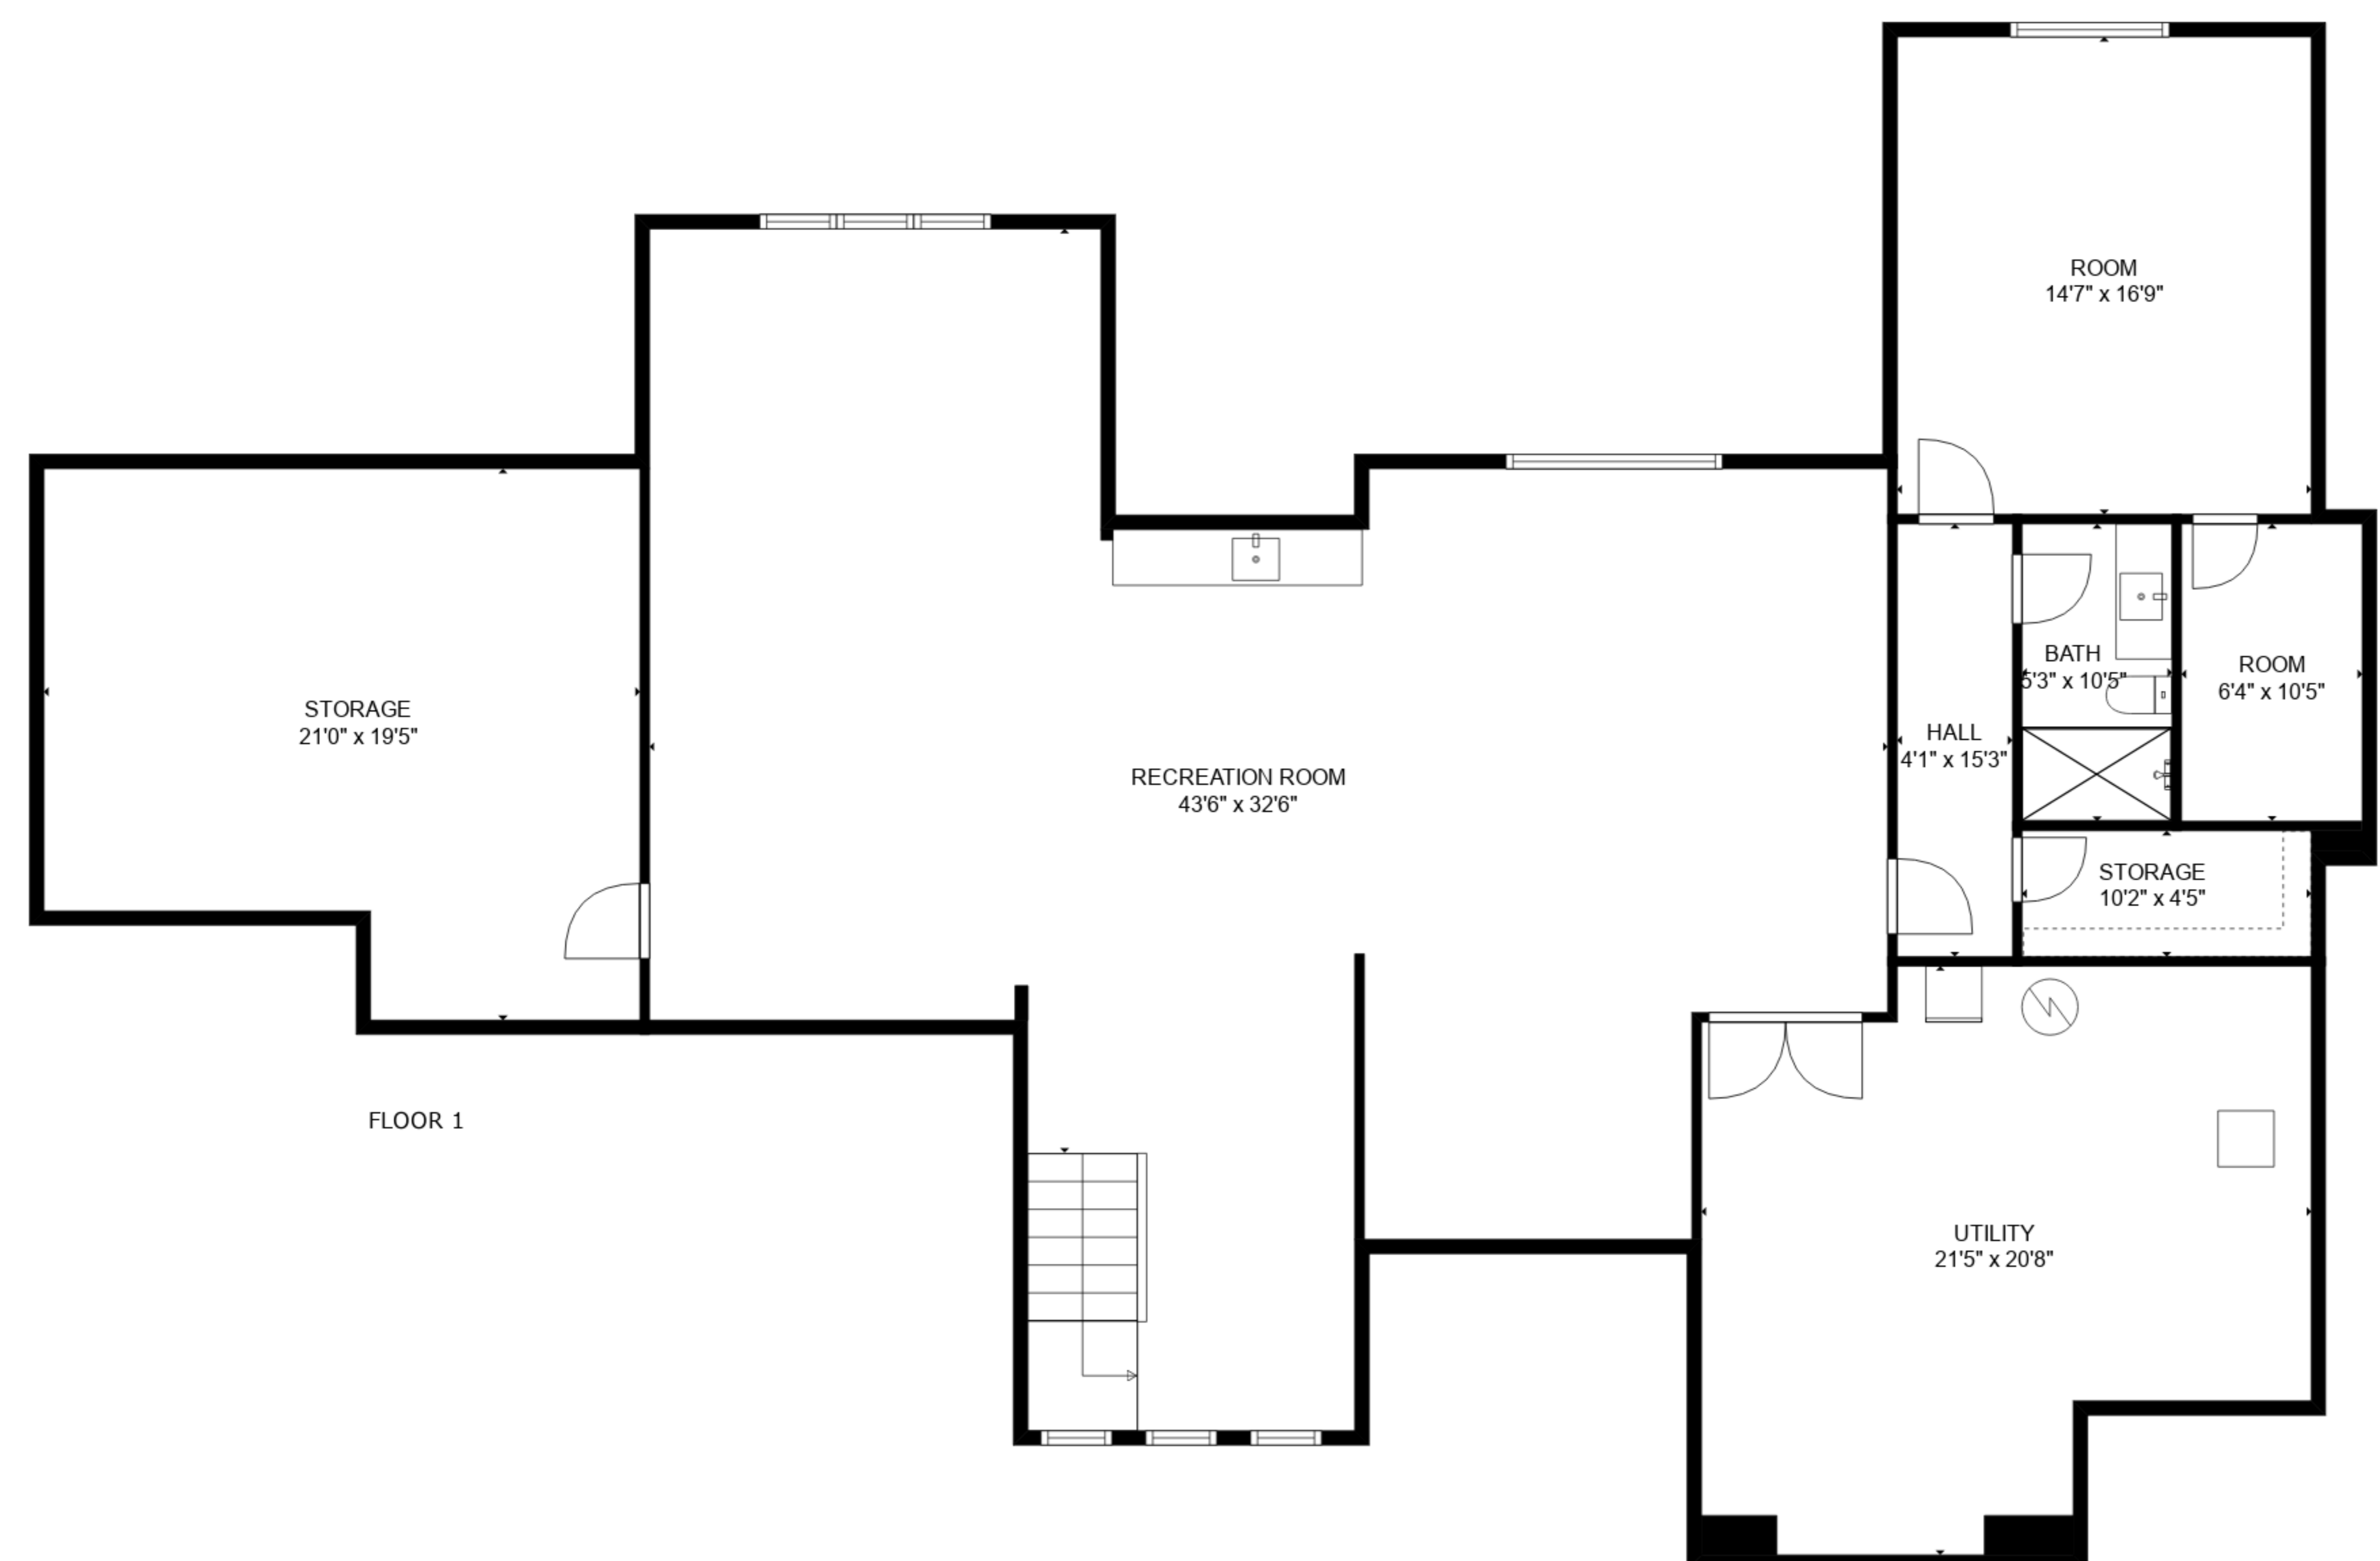 ROOM
14'7" x 16'9"
STORAGE
21'0" x 19'5"
RECREATION ROOM
43'6" x 32'6"
HALL
4'1" x 15'3"
BATH
5'3" x 10'5"
ROOM
6'4" x 10'5"
STORAGE
10'2" x 4'5"
FLOOR 1
UTILITY
21'5" x 20'8"